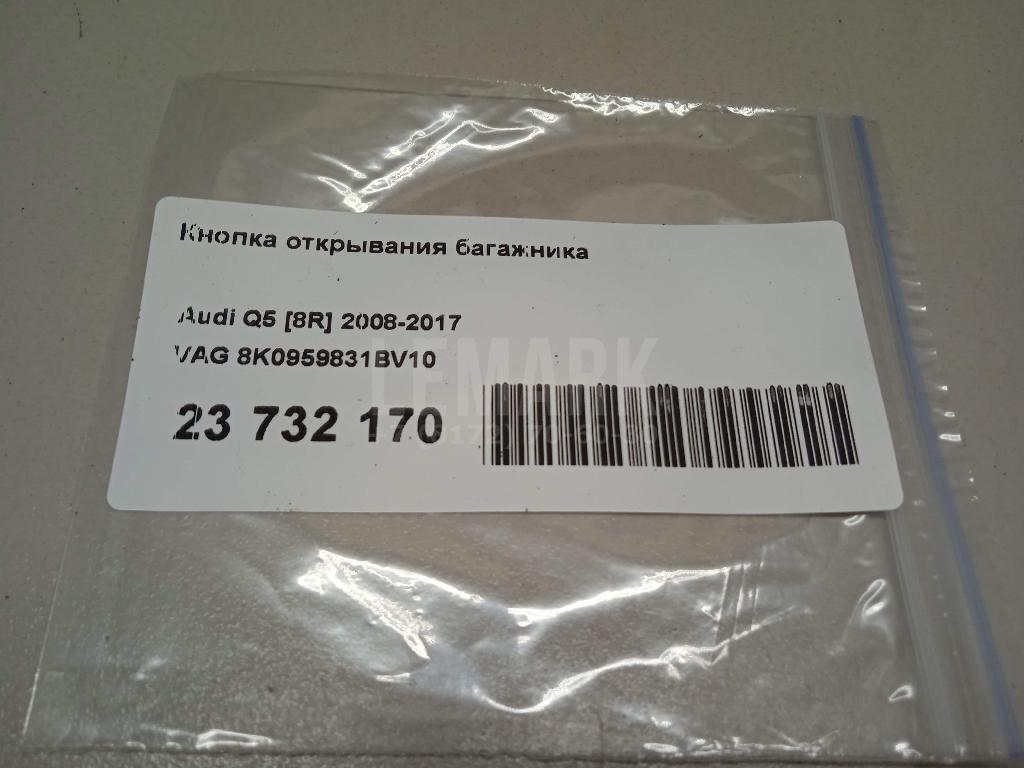 Кнопка открывания багажника
Audi Q5 [8R] 2008-2017
VAG 8K0959831BV10
23 732 170
LEMARK